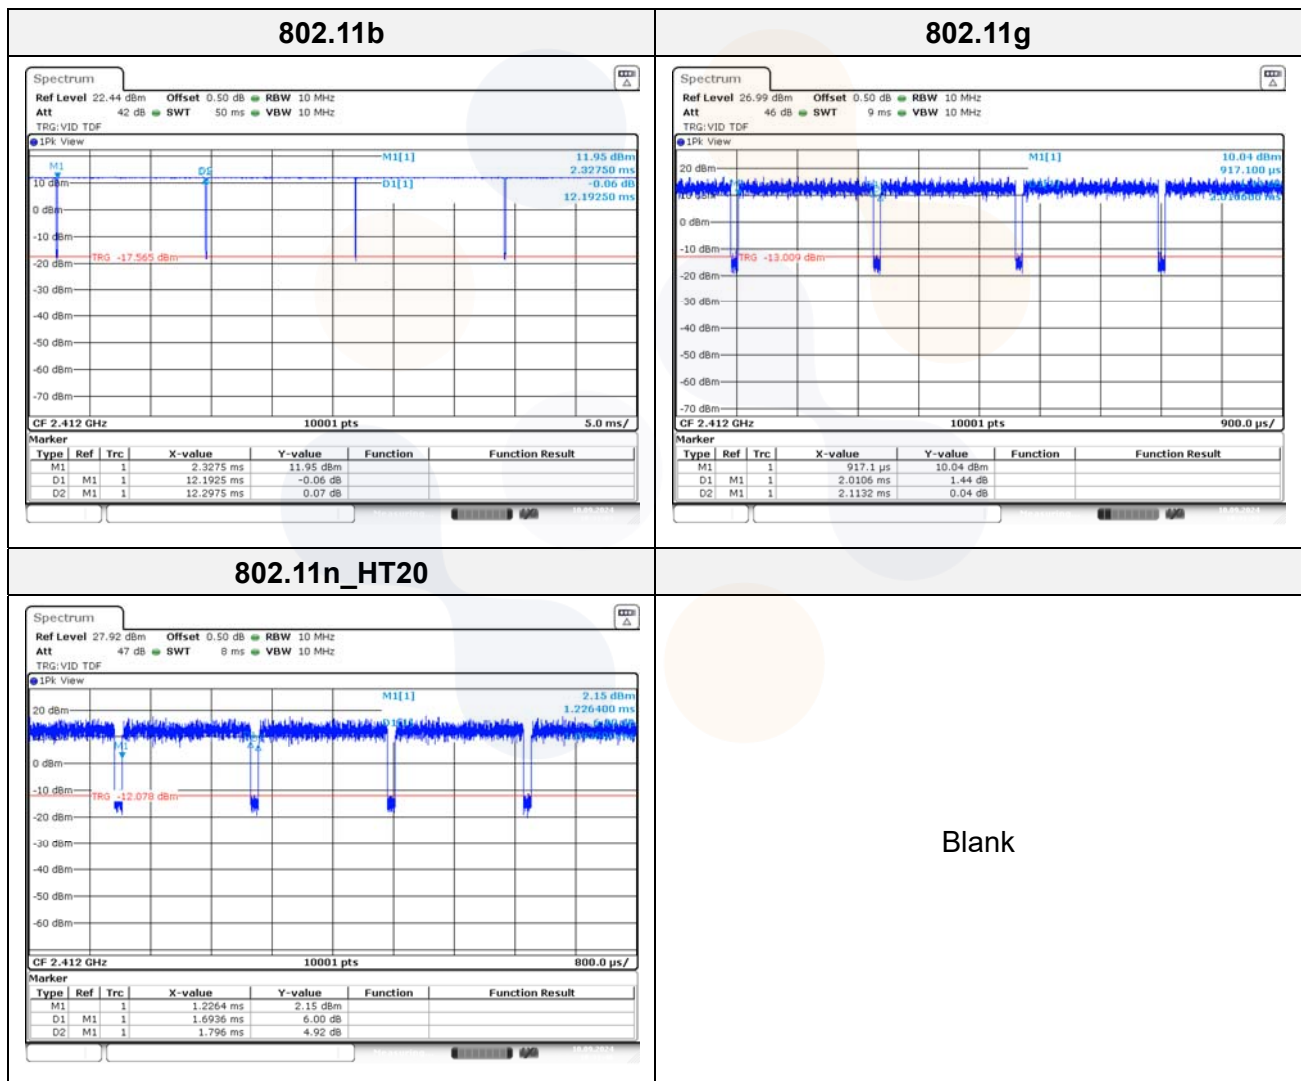 802.11b
802.11g
Spectrum
Ref Level 22.44 dBm Offset 0.50 dB RBW 10 MHz
Att 42 dB SWT 50 ms VBW 10 MHz
TRG:VID TDF
1Pk View
M1[1] 11.95 dBm
2.32750 ms
D1[1] -0.06 dB
12.19250 ms
M1
10 dBm
0 dBm
-10 dBm
TRG -17.565 dBm
-20 dBm
-30 dBm
-40 dBm
-50 dBm
-60 dBm
-70 dBm
CF 2.412 GHz 10001 pts 5.0 ms/
Marker
Type Ref Trc X-value Y-value Function Function Result
M1 1 2.3275 ms 11.95 dBm
D1 M1 1 12.1925 ms -0.06 dB
D2 M1 1 12.2975 ms 0.07 dB
Spectrum
Ref Level 26.99 dBm Offset 0.50 dB RBW 10 MHz
Att 46 dB SWT 9 ms VBW 10 MHz
TRG:VID TDF
1Pk View
M1[1] 10.04 dBm
917.100 µs
20 dBm
0 dBm
-10 dBm
TRG -13.009 dBm
-20 dBm
-30 dBm
-40 dBm
-50 dBm
-60 dBm
-70 dBm
CF 2.412 GHz 10001 pts 900.0 µs/
Marker
Type Ref Trc X-value Y-value Function Function Result
M1 1 917.1 µs 10.04 dBm
D1 M1 1 2.0106 ms 1.44 dB
D2 M1 1 2.1132 ms 0.04 dB
802.11n_HT20
Spectrum
Ref Level 27.92 dBm Offset 0.50 dB RBW 10 MHz
Att 47 dB SWT 8 ms VBW 10 MHz
TRG:VID TDF
1Pk View
M1[1] 2.15 dBm
1.226400 ms
20 dBm
M1
0 dBm
-10 dBm
TRG -12.078 dBm
-20 dBm
-30 dBm
-40 dBm
-50 dBm
-60 dBm
CF 2.412 GHz 10001 pts 800.0 µs/
Marker
Type Ref Trc X-value Y-value Function Function Result
M1 1 1.2264 ms 2.15 dBm
D1 M1 1 1.6936 ms 6.00 dB
D2 M1 1 1.796 ms 4.92 dB
Blank